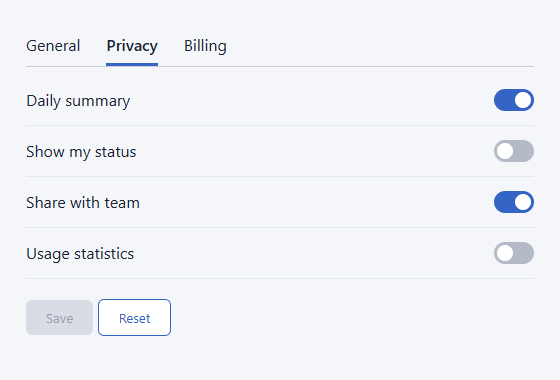 General Privacy Billing
Daily summary
Show my status
Share with team
Usage statistics
Save Reset